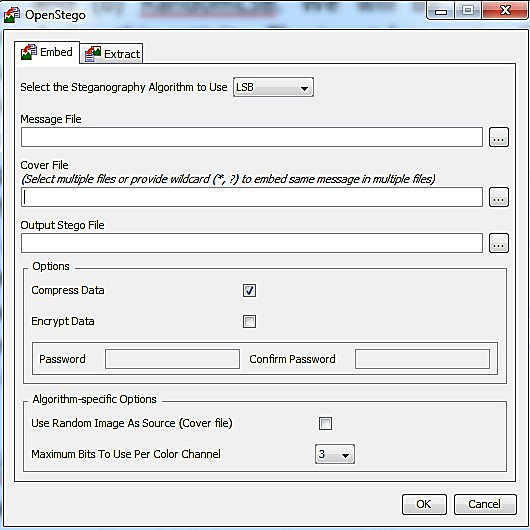 RandomLSB. We will
OpenStego
Embed
Extract
Select the Steganography Algorithm to Use LSB
Message File
...
Cover File
(Select multiple files or provide wildcard (*, ?) to embed same message in multiple files)
...
Output Stego File
...
Options
Compress Data
Encrypt Data
Password Confirm Password
Algorithm-specific Options
Use Random Image As Source (Cover file)
Maximum Bits To Use Per Color Channel 3
OK Cancel